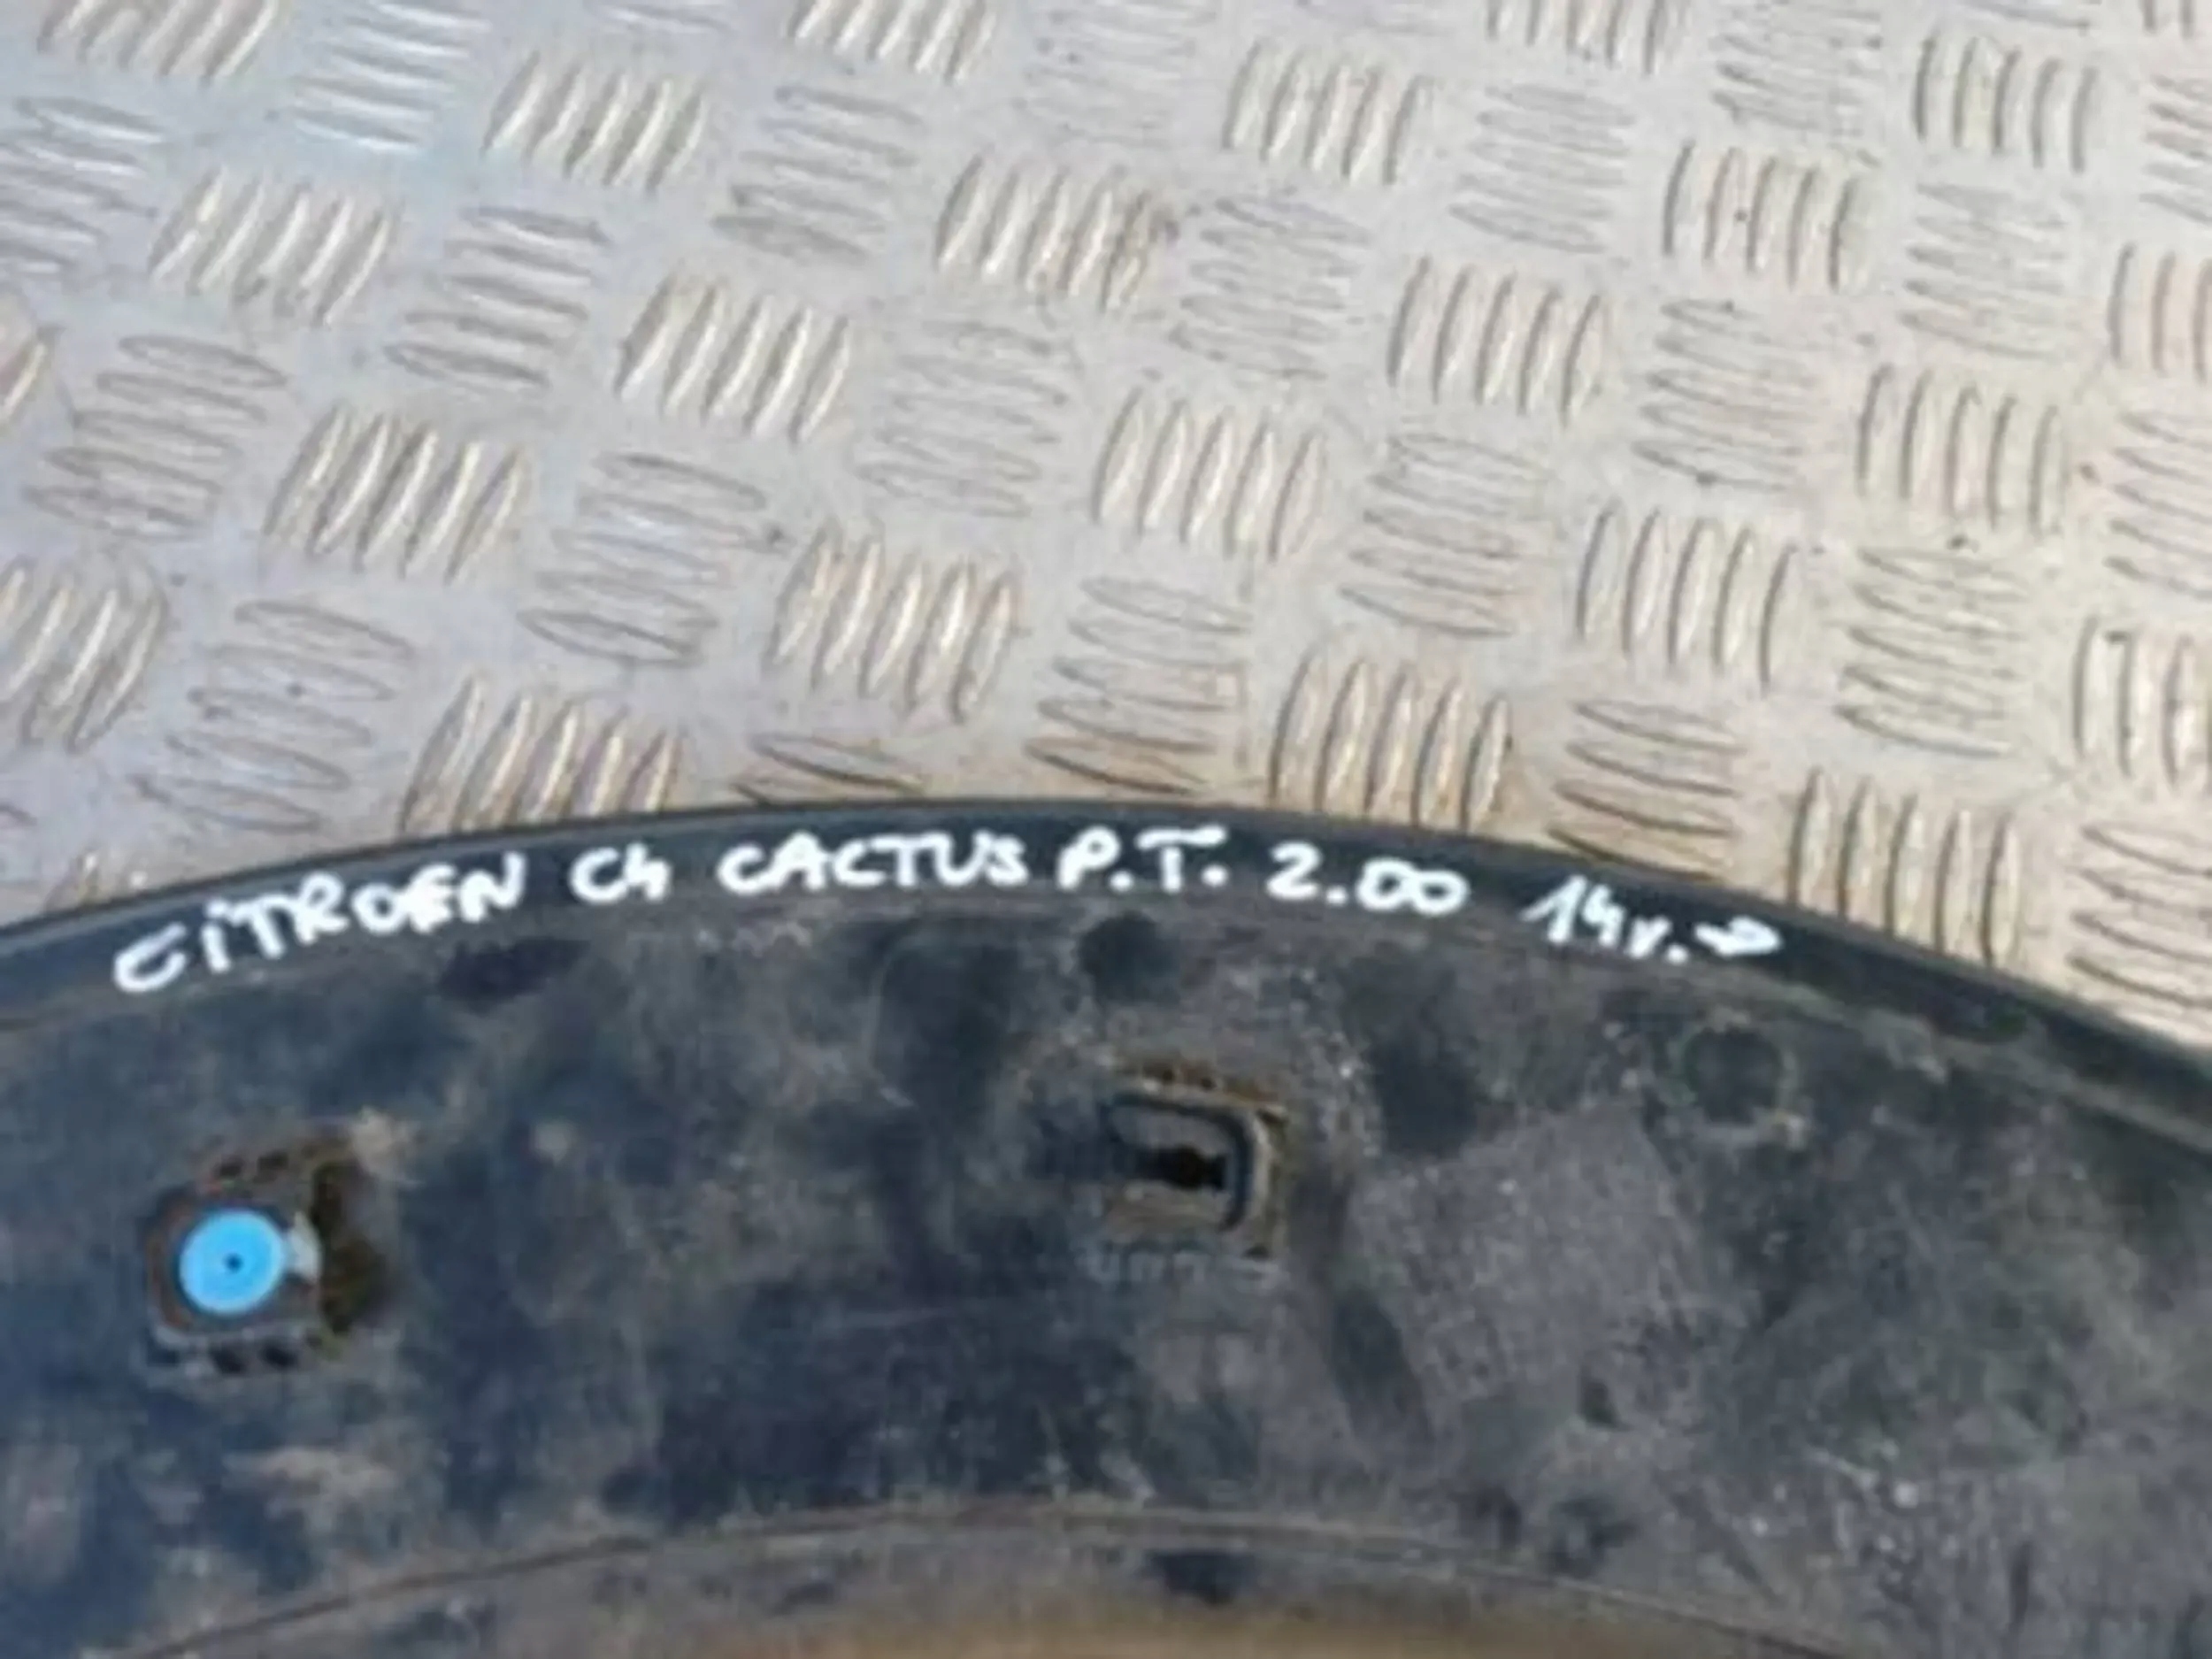 CITROEN C4 CACTUS P.T. 2.00 14r.→